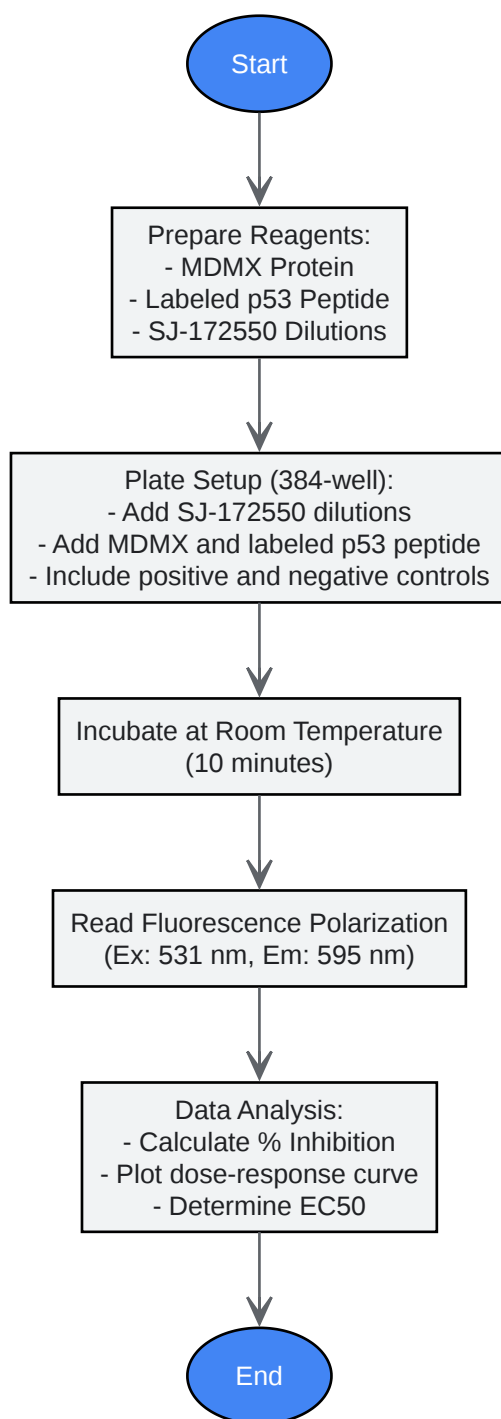 Start
Prepare Reagents:
- MDMX Protein
- Labeled p53 Peptide
- SJ-172550 Dilutions
Plate Setup (384-well):
- Add SJ-172550 dilutions
- Add MDMX and labeled p53 peptide
- Include positive and negative controls
Incubate at Room Temperature
(10 minutes)
Read Fluorescence Polarization
(Ex: 531 nm, Em: 595 nm)
Data Analysis:
- Calculate % Inhibition
- Plot dose-response curve
- Determine EC50
End